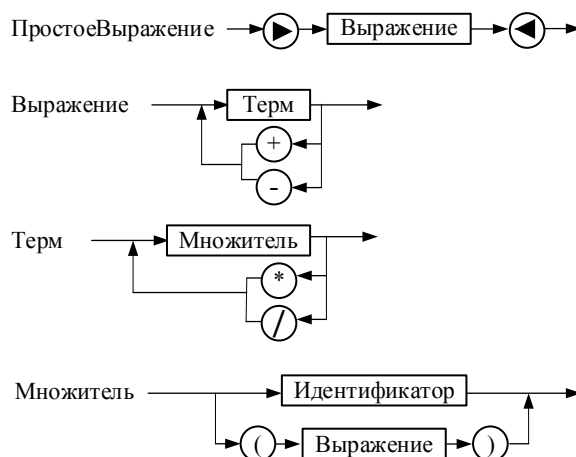 ПростоеВыражение ▶ Выражение ◀
Выражение Терм
+
-
Терм Множитель
*
/
Множитель Идентификатор
( Выражение )